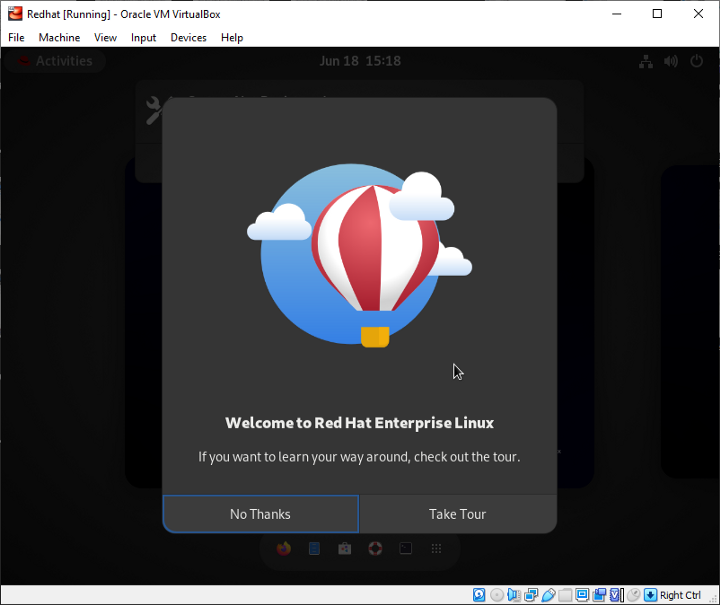 Redhat [Running] - Oracle VM VirtualBox
File Machine View Input Devices Help
Activities
Jun 18 15:18
Welcome to Red Hat Enterprise Linux
If you want to learn your way around, check out the tour.
No Thanks
Take Tour
Right Ctrl